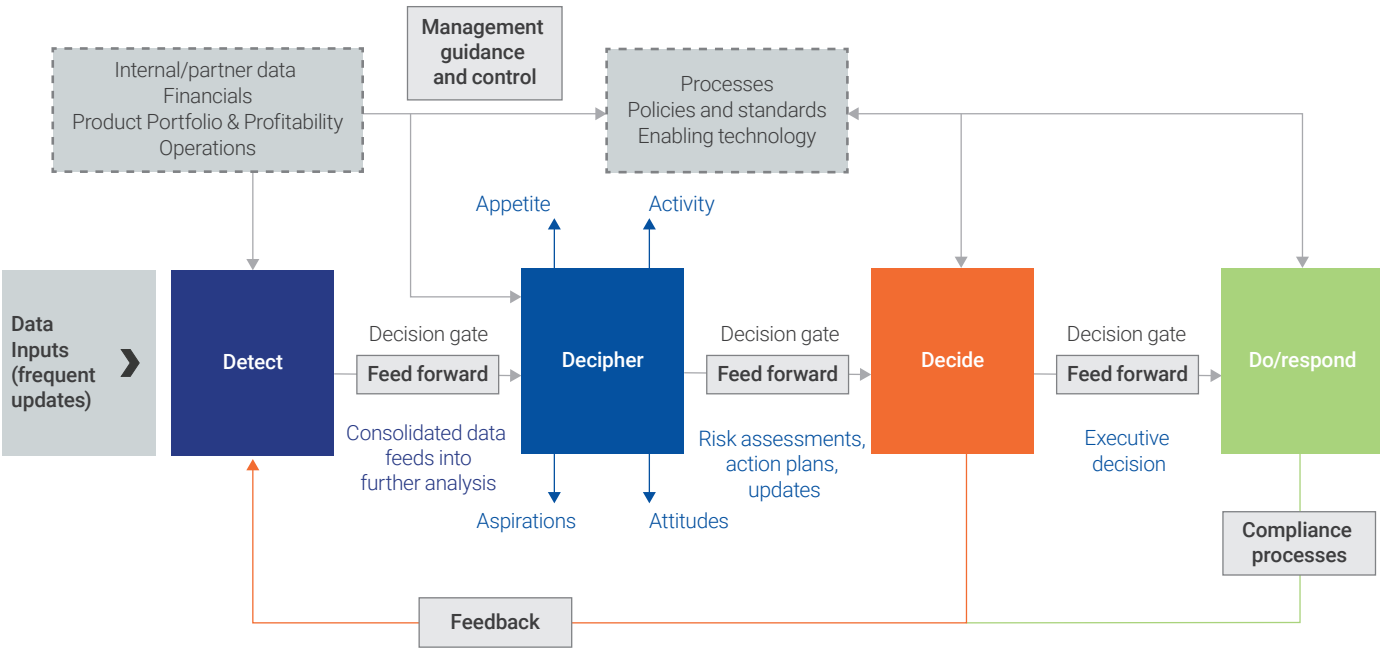 Management
guidance
and control
Internal/partner data
Financials
Product Portfolio & Profitability
Operations
Processes
Policies and standards
Enabling technology
Appetite
Activity
Data
Inputs
(frequent
updates)
Detect
Decision gate
Feed forward
Consolidated data
feeds into
further analysis
Decipher
Aspirations
Attitudes
Decision gate
Feed forward
Risk assessments,
action plans,
updates
Decide
Decision gate
Feed forward
Executive
decision
Do/respond
Compliance
processes
Feedback